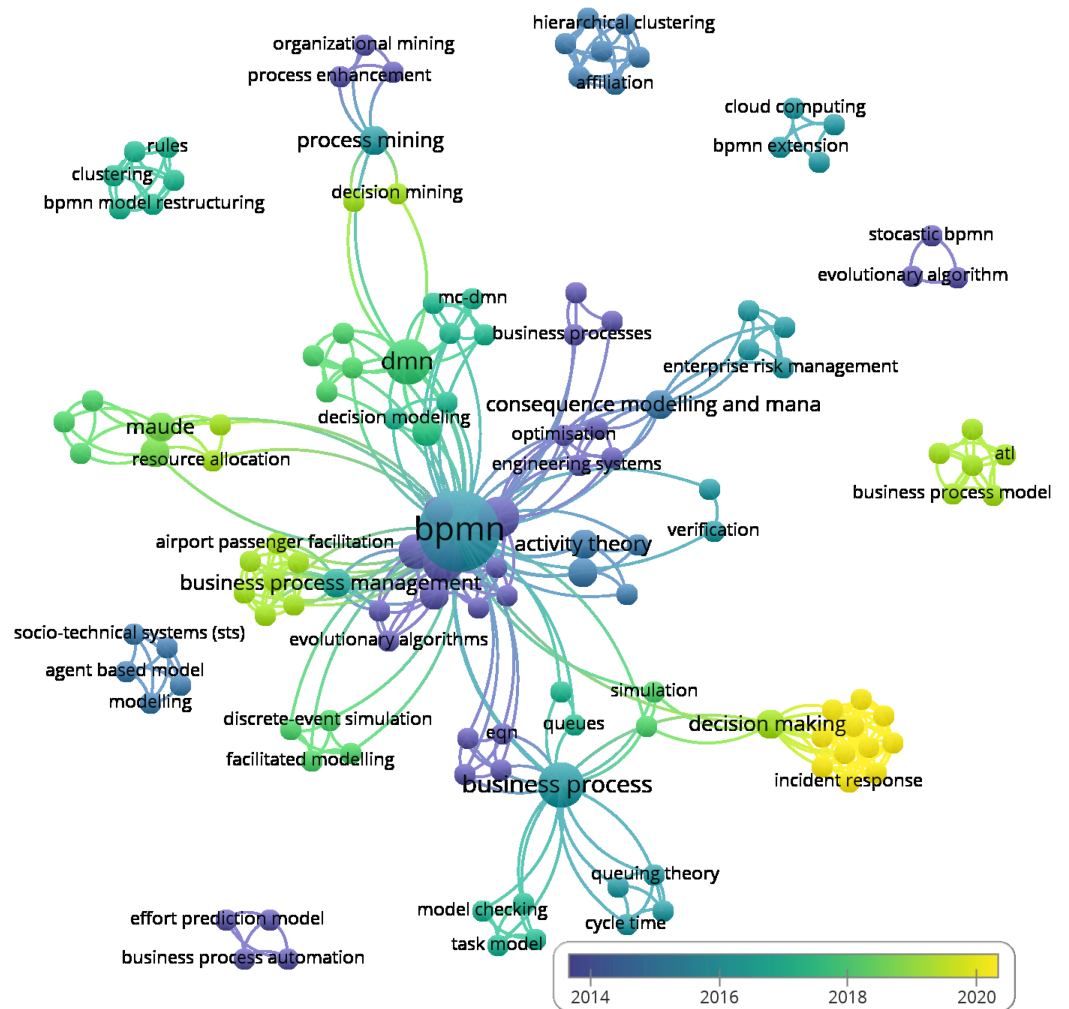 hierarchical clustering
organizational mining
process enhancement
affiliation
cloud computing
process mining
bpmn extension
rules
clustering
decision mining
bpmn model restructuring
stocastic bpmn
evolutionary algorithm
mc-dmn
business processes
dmn
enterprise risk management
consequence modelling and mana
decision modeling
maude
optimisation
resource allocation
engineering systems
atl
business process model
bpmn
verification
airport passenger facilitation
activity theory
business process management
evolutionary algorithms
socio-technical systems (sts)
agent based model
modelling
simulation
discrete-event simulation
queues
decision making
eqn
facilitated modelling
business process
incident response
queuing theory
model checking
effort prediction model
cycle time
task model
business process automation
2014
2016
2018
2020